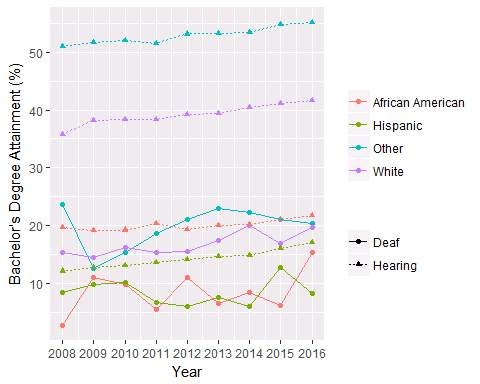 Bachelor's Degree Attainment (%)
50
40
30
20
10
2008 2009 2010 2011 2012 2013 2014 2015 2016
Year
African American
Hispanic
Other
White
Deaf
Hearing